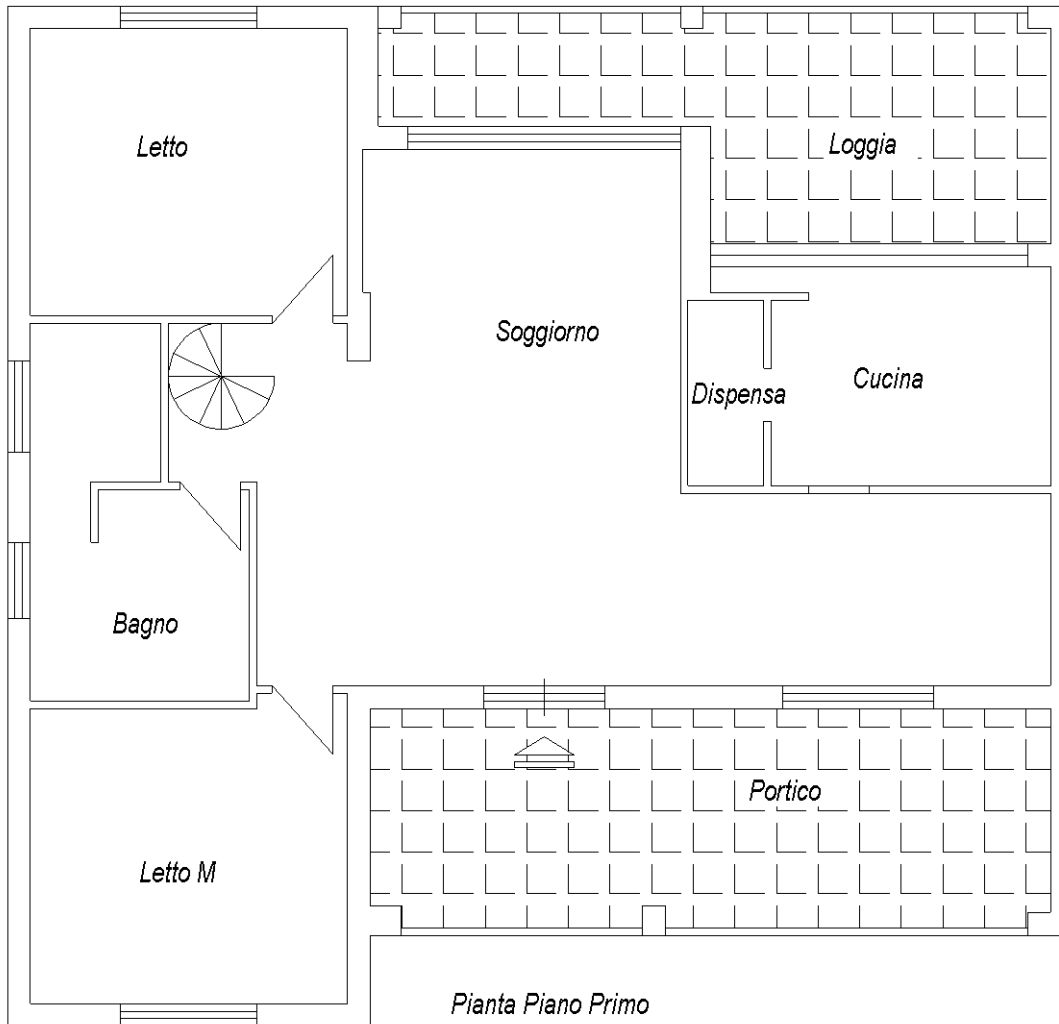 Letto
Loggia
Soggiorno
Dispensa
Cucina
Bagno
Portico
Letto M
Pianta Piano Primo